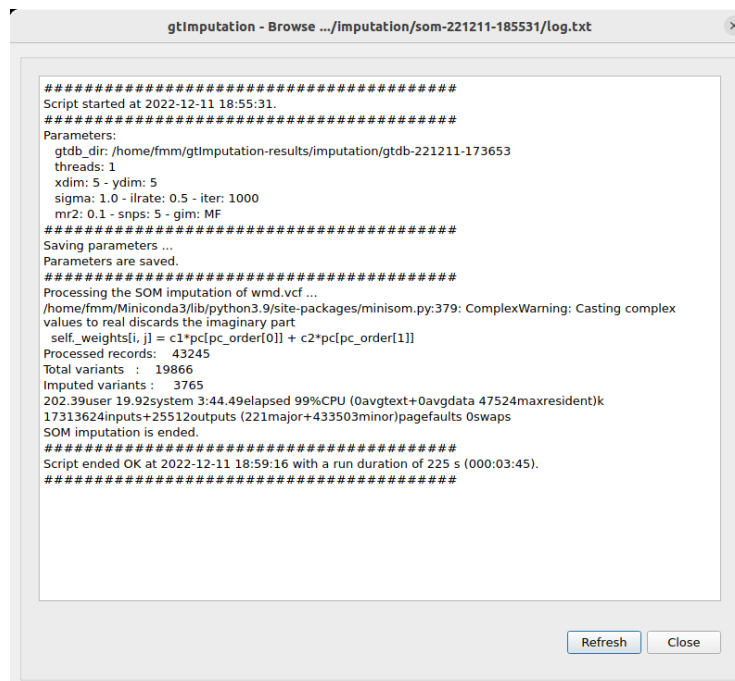 gtImputation - Browse .../imputation/som-221211-185531/log.txt
##########################################
Script started at 2022-12-11 18:55:31.
##########################################
Parameters:
gtdb_dir: /home/fmm/gtImputation-results/imputation/gtdb-221211-173653
threads: 1
xdim: 5 - ydim: 5
sigma: 1.0 - ilrate: 0.5 - iter: 1000
mr2: 0.1 - snps: 5 - gim: MF
##########################################
Saving parameters ...
Parameters are saved.
##########################################
Processing the SOM imputation of wmd.vcf ...
/home/fmm/Miniconda3/lib/python3.9/site-packages/minisom.py:379: ComplexWarning: Casting complex
values to real discards the imaginary part
self._weights[i, j] = c1*pc[pc_order[0]] + c2*pc[pc_order[1]]
Processed records:    43245
Total variants   :    19866
Imputed variants :     3765
202.39user 19.92system 3:44.49elapsed 99%CPU (0avgtext+0avgdata 47524maxresident)k
17313624inputs+25512outputs (221major+433503minor)pagefaults 0swaps
SOM imputation is ended.
##########################################
Script ended OK at 2022-12-11 18:59:16 with a run duration of 225 s (000:03:45).
##########################################
Refresh Close